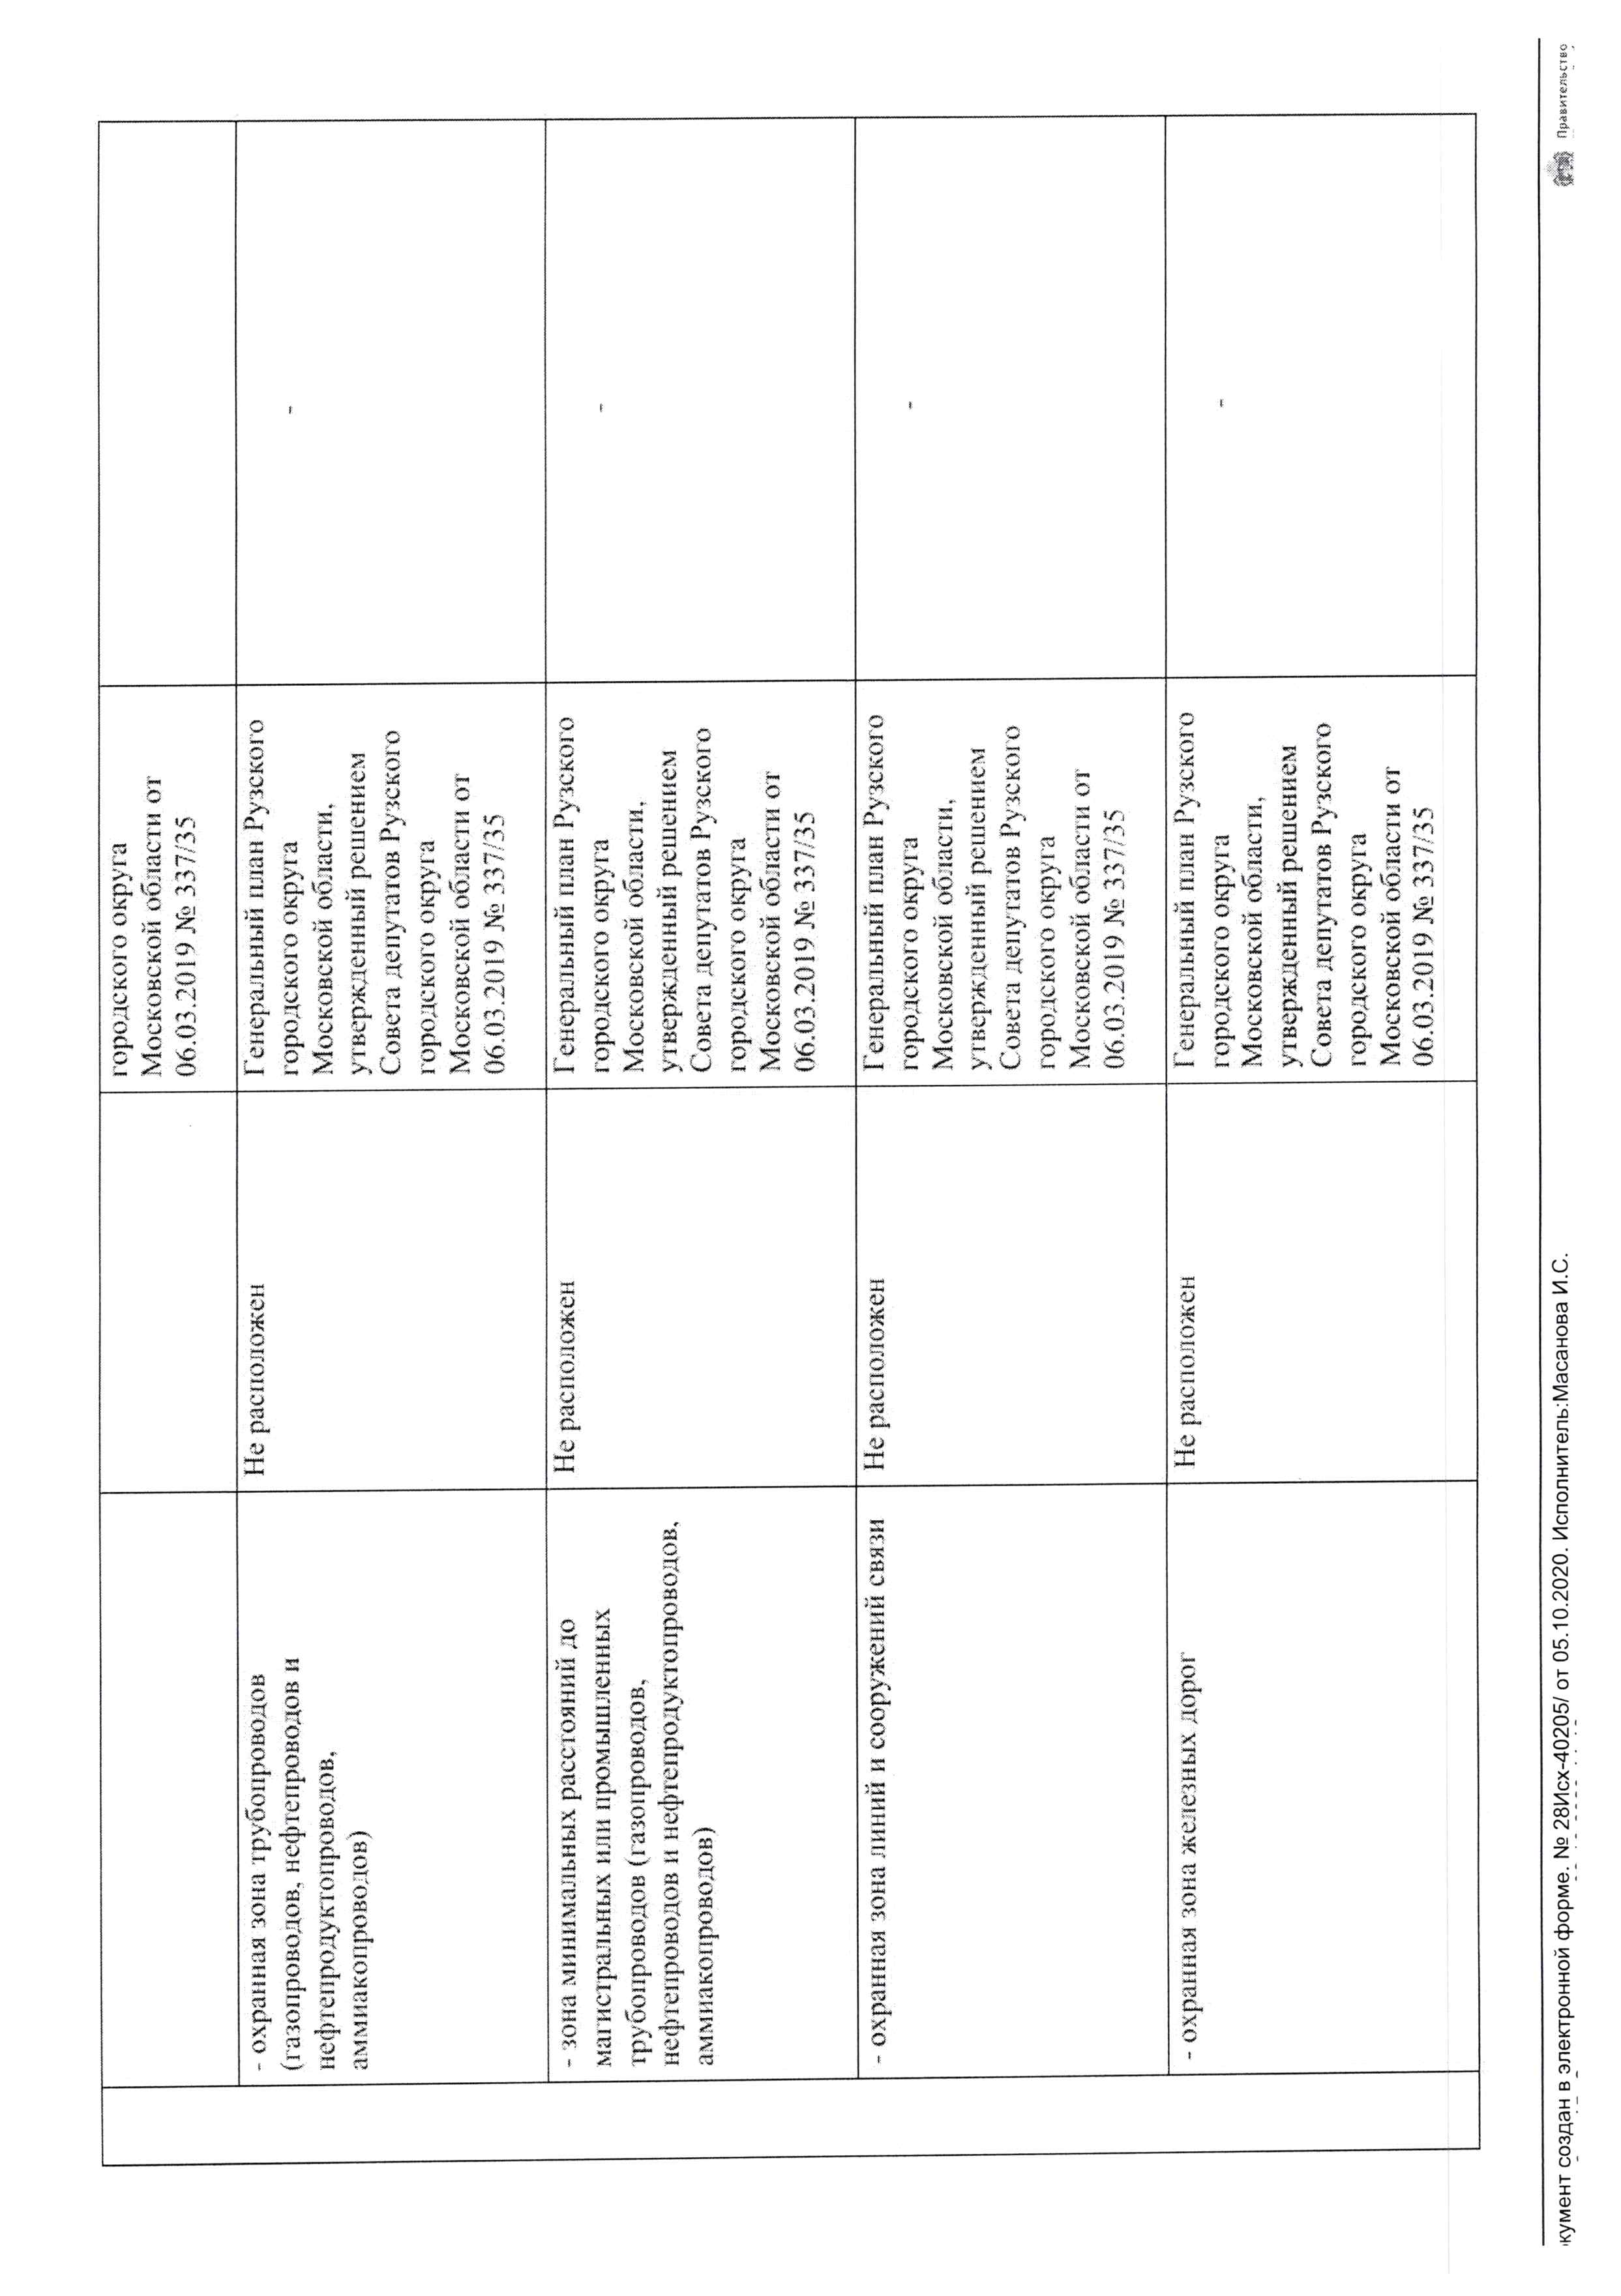 городского округа
Московской области от
06.03.2019 № 337/35
- охранная зона трубопроводов
(газопроводов, нефтепроводов и
нефтепродуктопроводов,
аммиакопроводов)
Не расположен
Генеральный план Рузского
городского округа
Московской области,
утвержденный решением
Совета депутатов Рузского
городского округа
Московской области от
06.03.2019 № 337/35
-
- зона минимальных расстояний до
магистральных или промышленных
трубопроводов (газопроводов,
нефтепроводов и нефтепродуктопроводов,
аммиакопроводов)
Не расположен
Генеральный план Рузского
городского округа
Московской области,
утвержденный решением
Совета депутатов Рузского
городского округа
Московской области от
06.03.2019 № 337/35
-
- охранная зона линий и сооружений связи
Не расположен
Генеральный план Рузского
городского округа
Московской области,
утвержденный решением
Совета депутатов Рузского
городского округа
Московской области от
06.03.2019 № 337/35
-
- охранная зона железных дорог
Не расположен
Генеральный план Рузского
городского округа
Московской области,
утвержденный решением
Совета депутатов Рузского
городского округа
Московской области от
06.03.2019 № 337/35
-
кумент создан в электронной форме. № 28Исх-40205/ от 05.10.2020. Исполнитель:Масанова И.С.
Правительство